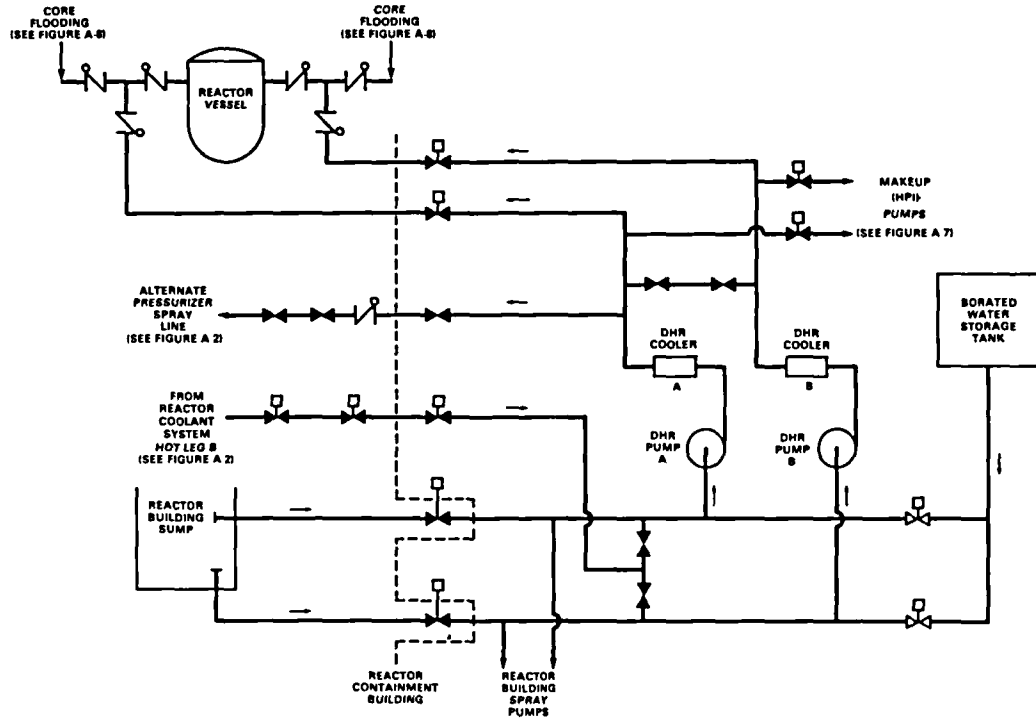 CORE
FLOODING
(SEE FIGURE A-8)
CORE
FLOODING
(SEE FIGURE A-8)
REACTOR
VESSEL
MAKEUP
(HPI)
PUMPS
(SEE FIGURE A 7)
ALTERNATE
PRESSURIZER
SPRAY
LINE
(SEE FIGURE A 2)
BORATED
WATER
STORAGE
TANK
DHR
COOLER
A
DHR
COOLER
B
FROM
REACTOR
COOLANT
SYSTEM
HOT LEG B
(SEE FIGURE A 2)
DHR
PUMP
A
DHR
PUMP
B
REACTOR
BUILDING
SUMP
REACTOR
CONTAINMENT
BUILDING
REACTOR
BUILDING
SPRAY
PUMPS